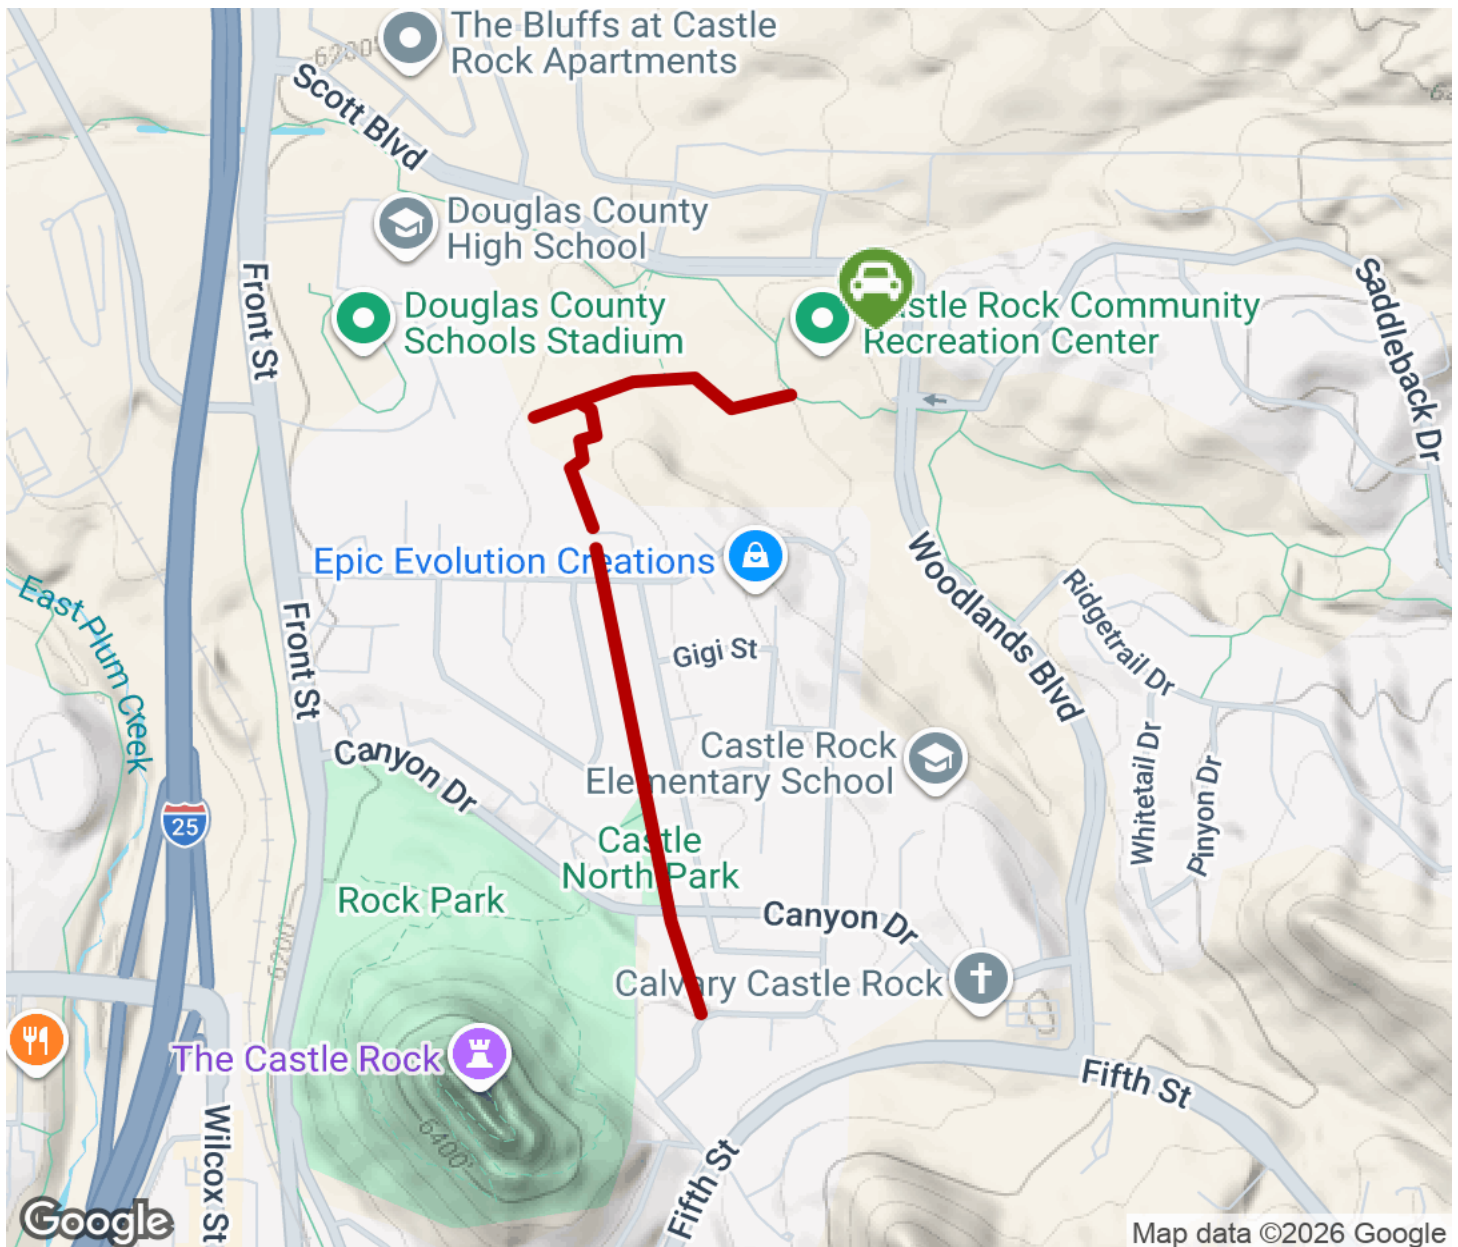 The Bluffs at Castle
Rock Apartments
6200'
Scott Blvd
62
Douglas County
High School
Front St
Saddleback Dr
Douglas County
Schools Stadium
astle Rock Community
Recreation Center
Epic Evolution Creations
Woodlands Blvd
Ridgetrail Dr
East Plum Creek
Front St
Gigi St
Canyon Dr
Castle Rock
Elementary School
Whitetail Dr
Pinyon Dr
25
Castle
North Park
Rock Park
Canyon Dr
6200
Calvary Castle Rock
The Castle Rock
Fifth St
6400'
Wilcox St
Fifth St
Google
Map data ©2026 Google